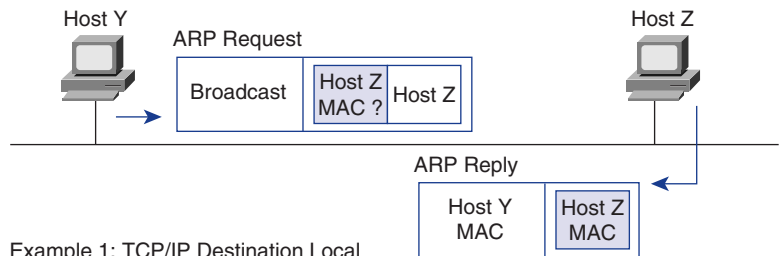 Host Y
Host Z
ARP Request
Broadcast
Host Z
MAC ?
Host Z
ARP Reply
Host Y
MAC
Host Z
MAC
Example 1: TCP/IP Destination Local